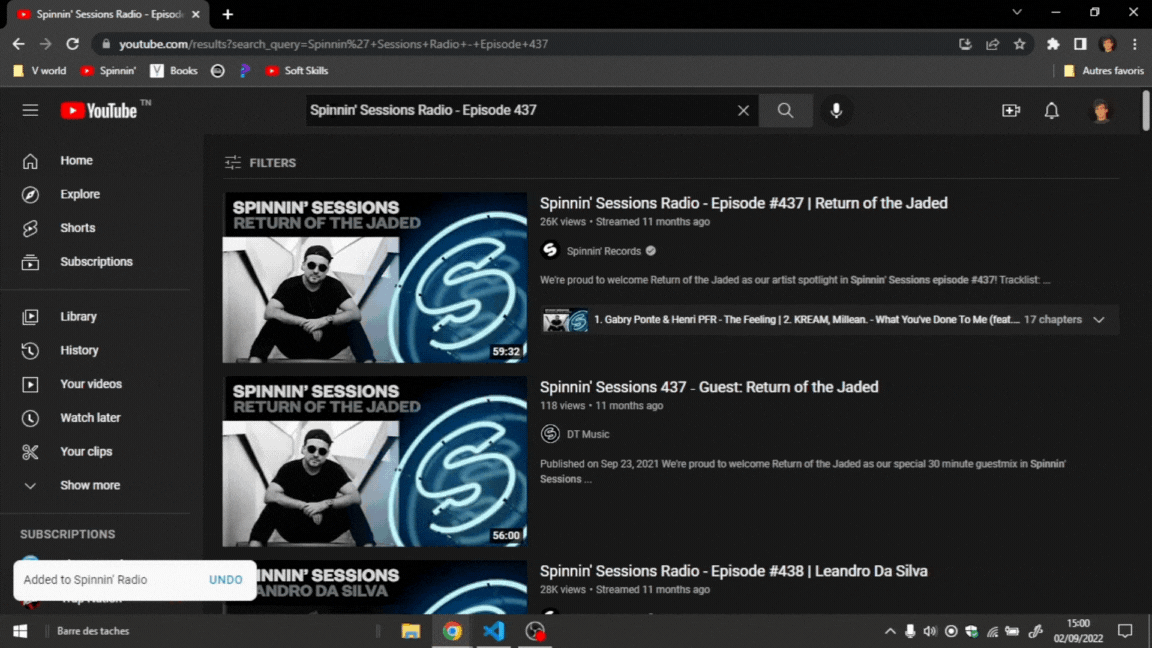 Spinnin' Sessions Radio - Episode
youtube.com/results?search_query=Spinnin%27+Sessions+Radio+-+Episode+437
V world
Spinnin'
Books
Soft Skills
Autres favoris
YouTube TN
Spinnin' Sessions Radio - Episode 437
Home
Explore
Shorts
Subscriptions
Library
History
Your videos
Watch later
Your clips
Show more
SUBSCRIPTIONS
Added to Spinnin' Radio
UNDO
FILTERS
SPINNIN' SESSIONS
RETURN OF THE JADED
59:32
Spinnin' Sessions Radio - Episode #437 | Return of the Jaded
26K views • Streamed 11 months ago
Spinnin' Records
We're proud to welcome Return of the Jaded as our artist spotlight in Spinnin' Sessions episode #437! Tracklist: ...
1. Gabry Ponte & Henri PFR - The Feeling | 2. KREAM, Millean. - What You've Done To Me (feat.... 17 chapters
SPINNIN' SESSIONS
RETURN OF THE JADED
56:00
Spinnin' Sessions 437 - Guest: Return of the Jaded
118 views • 11 months ago
DT Music
Published on Sep 23, 2021 We're proud to welcome Return of the Jaded as our special 30 minute guestmix in Spinnin'
Sessions ...
INNIN' SESSIONS
EANDRO DA SILVA
Spinnin' Sessions Radio - Episode #438 | Leandro Da Silva
28K views • Streamed 11 months ago
Barre des taches
15:00
02/09/2022